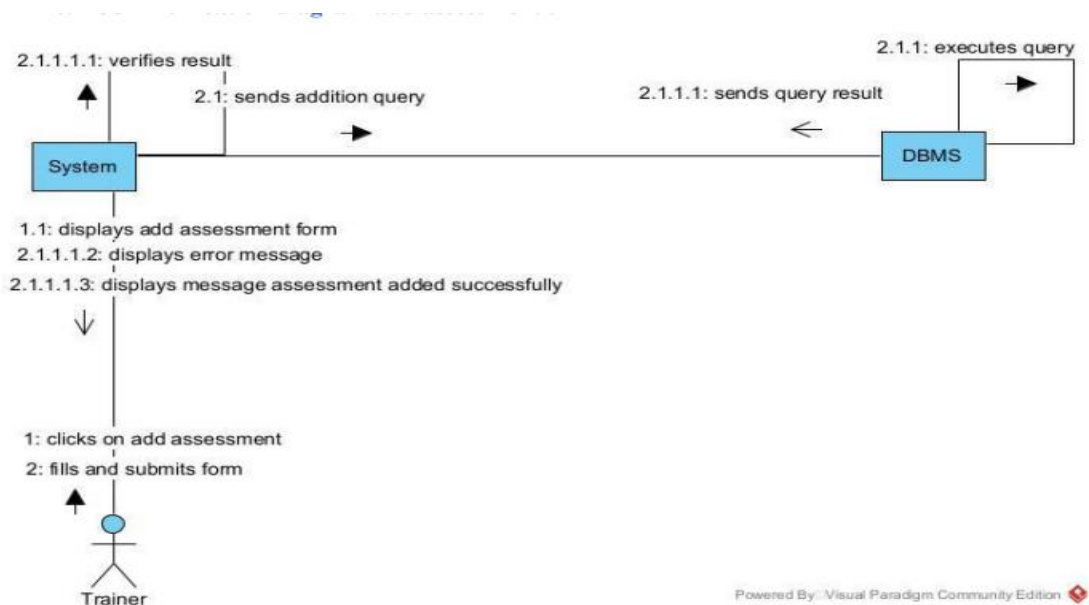 2.1.1.1.1: verifies result
2.1.1: executes query
2.1: sends addition query
2.1.1.1: sends query result
System
DBMS
1.1: displays add assessment form
2.1.1.1.2: displays error message
2.1.1.1.3: displays message assessment added successfully
1: clicks on add assessment
2: fills and submits form
Trainer
Powered By: Visual Paradigm Community Edition